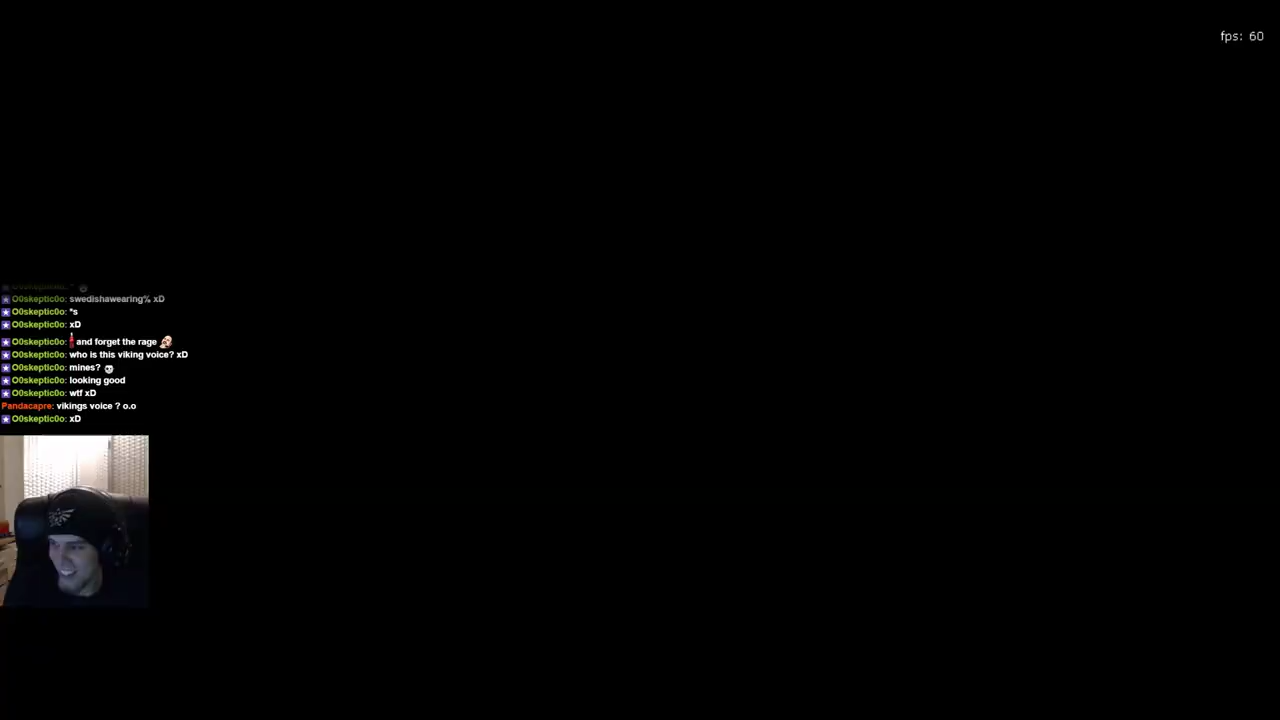 fps: 60
O0skeptic0o: swedishawearing% xD
O0skeptic0o: *s
O0skeptic0o: xD
O0skeptic0o: and forget the rage
O0skeptic0o: who is this viking voice? xD
O0skeptic0o: mines?
O0skeptic0o: looking good
O0skeptic0o: wtf xD
Pandacapre: vikings voice ? o.o
O0skeptic0o: xD